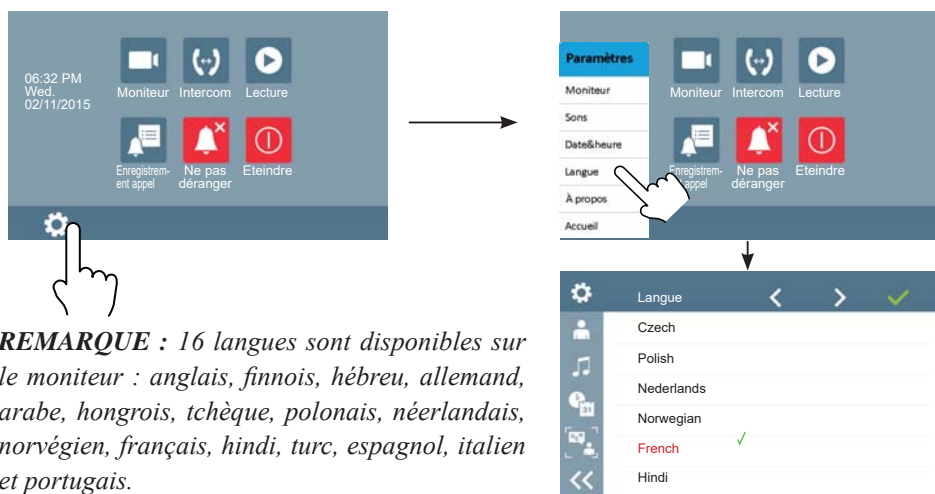 06:32 PM
Wed.
02/11/2015
Moniteur Intercom Lecture
Enregistrem-
ent appel
Ne pas
déranger
Eteindre
Paramètres
Moniteur
Sons
Date&heure
Langue
À propos
Accueil
Moniteur Intercom Lecture
Enregistrem-
appel
Ne pas
déranger
Eteindre
REMARQUE : 16 langues sont disponibles sur
le moniteur : anglais, finnois, hébreu, allemand,
arabe, hongrois, tchèque, polonais, néerlandais,
norvégien, français, hindi, turc, espagnol, italien
et portugais.
Langue
Czech
Polish
Nederlands
Norwegian
French
Hindi
31